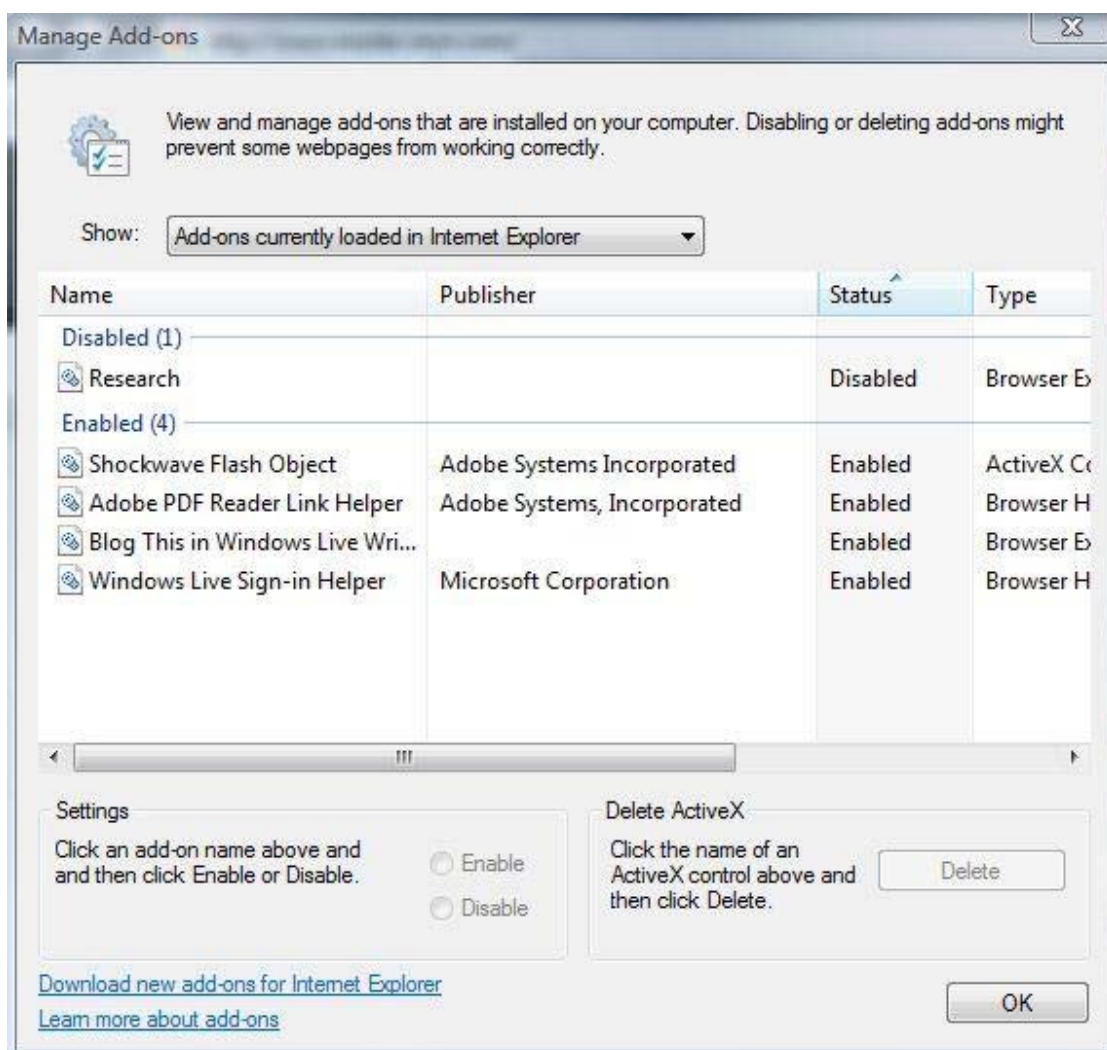 Manage Add-ons
View and manage add-ons that are installed on your computer. Disabling or deleting add-ons might
prevent some webpages from working correctly.
Show: Add-ons currently loaded in Internet Explorer
Name Publisher Status Type
Disabled (1)
Research Disabled Browser Ex
Enabled (4)
Shockwave Flash Object Adobe Systems Incorporated Enabled ActiveX Co
Adobe PDF Reader Link Helper Adobe Systems, Incorporated Enabled Browser H
Blog This in Windows Live Wri... Enabled Browser Ex
Windows Live Sign-in Helper Microsoft Corporation Enabled Browser H
Settings
Click an add-on name above and
and then click Enable or Disable.
Enable
Disable
Delete ActiveX
Click the name of an
ActiveX control above and
then click Delete.
Delete
Download new add-ons for Internet Explorer
Learn more about add-ons
OK